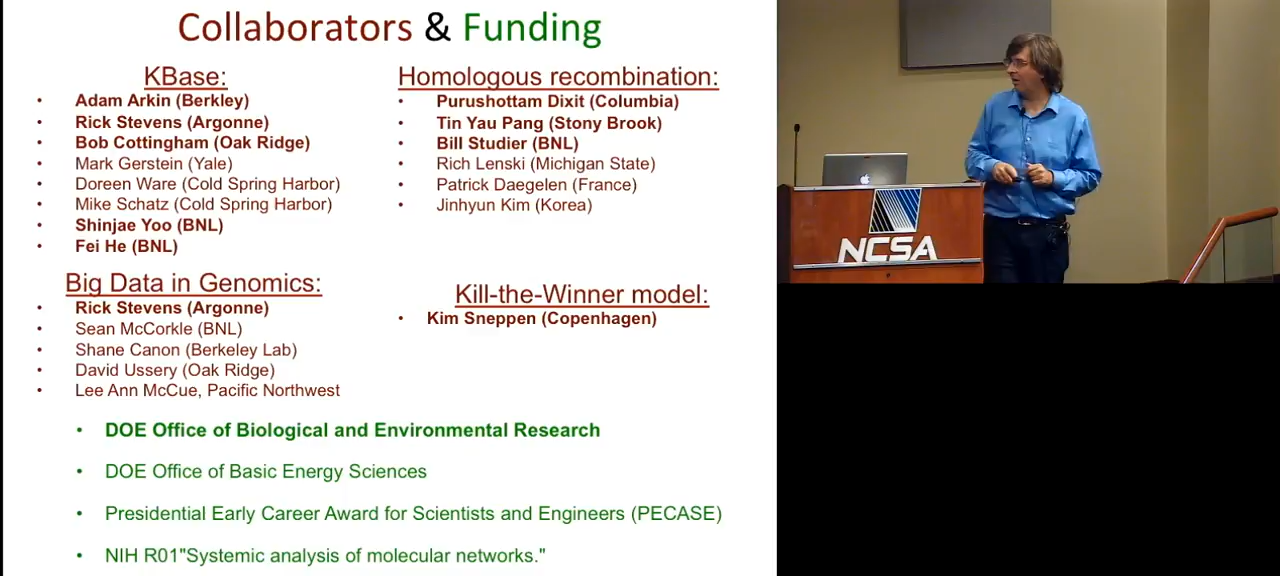 Collaborators & Funding
KBase:
• Adam Arkin (Berkley)
• Rick Stevens (Argonne)
• Bob Cottingham (Oak Ridge)
• Mark Gerstein (Yale)
• Doreen Ware (Cold Spring Harbor)
• Mike Schatz (Cold Spring Harbor)
• Shinjae Yoo (BNL)
• Fei He (BNL)
Big Data in Genomics:
• Rick Stevens (Argonne)
• Sean McCorkle (BNL)
• Shane Canon (Berkeley Lab)
• David Ussery (Oak Ridge)
• Lee Ann McCue, Pacific Northwest
Homologous recombination:
• Purushottam Dixit (Columbia)
• Tin Yau Pang (Stony Brook)
• Bill Studier (BNL)
• Rich Lenski (Michigan State)
• Patrick Daegelen (France)
• Jinhyun Kim (Korea)
Kill-the-Winner model:
• Kim Sneppen (Copenhagen)
• DOE Office of Biological and Environmental Research
• DOE Office of Basic Energy Sciences
• Presidential Early Career Award for Scientists and Engineers (PECASE)
• NIH R01"Systemic analysis of molecular networks."
NCSA